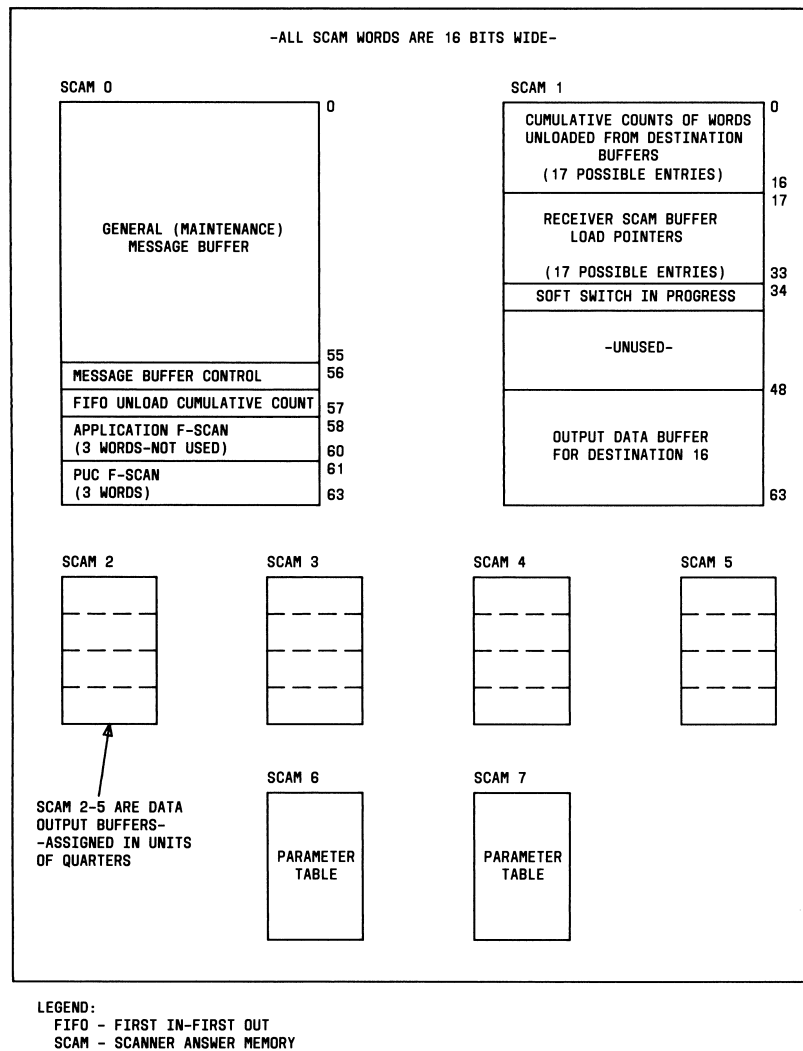 -ALL SCAM WORDS ARE 16 BITS WIDE-
SCAM 0
0
GENERAL (MAINTENANCE)
MESSAGE BUFFER
55
MESSAGE BUFFER CONTROL
56
FIFO UNLOAD CUMULATIVE COUNT
57
APPLICATION F-SCAN
58
(3 WORDS-NOT USED)
60
PUC F-SCAN
61
(3 WORDS)
63
SCAM 1
0
CUMULATIVE COUNTS OF WORDS
UNLOADED FROM DESTINATION
BUFFERS
(17 POSSIBLE ENTRIES)
16
17
RECEIVER SCAM BUFFER
LOAD POINTERS
(17 POSSIBLE ENTRIES)
33
34
SOFT SWITCH IN PROGRESS
-UNUSED-
48
OUTPUT DATA BUFFER
FOR DESTINATION 16
63
SCAM 2
SCAM 3
SCAM 4
SCAM 5
SCAM 2-5 ARE DATA
OUTPUT BUFFERS-
-ASSIGNED IN UNITS
OF QUARTERS
SCAM 6
PARAMETER
TABLE
SCAM 7
PARAMETER
TABLE
LEGEND:
FIFO - FIRST IN-FIRST OUT
SCAM - SCANNER ANSWER MEMORY